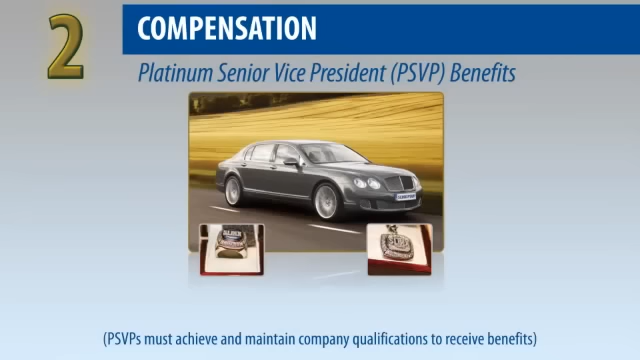 2
COMPENSATION
Platinum Senior Vice President (PSVP) Benefits
(PSVPs must achieve and maintain company qualifications to receive benefits)